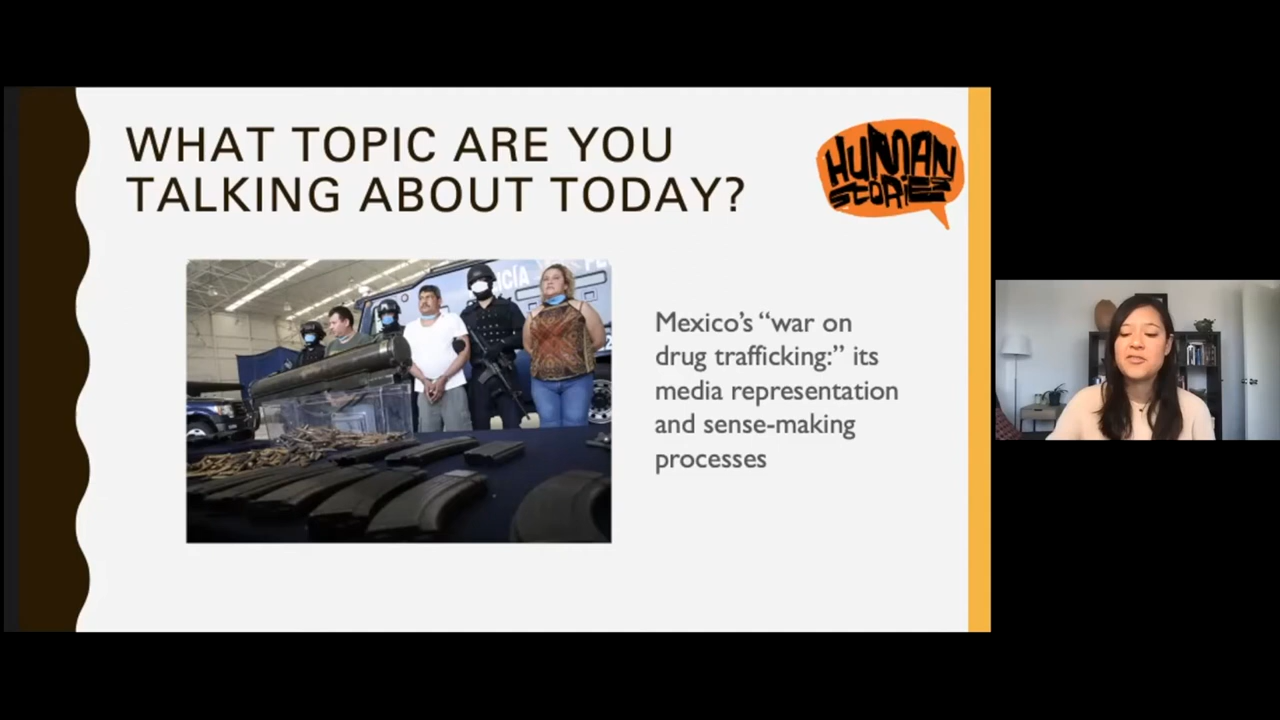 WHAT TOPIC ARE YOU
TALKING ABOUT TODAY?
HUMAN
STORIES
Mexico's “war on
drug trafficking:” its
media representation
and sense-making
processes